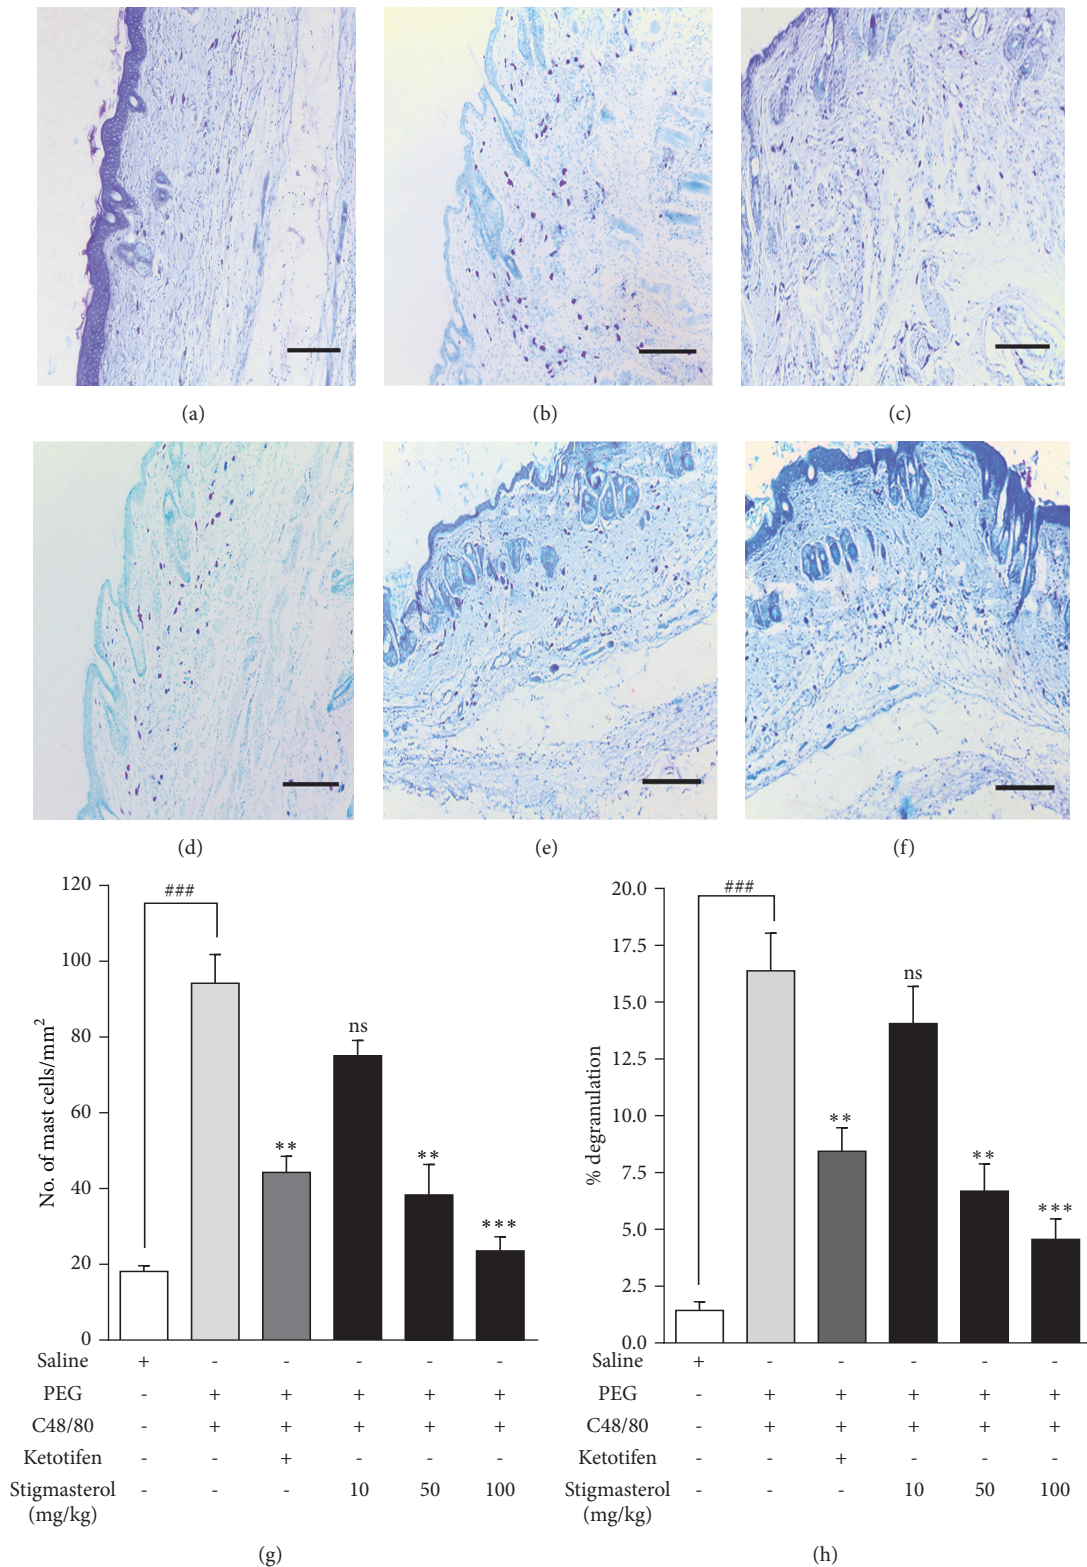 (a)
(b)
(c)
(d)
(e)
(f)
120
100
80
60
40
20
0
No. of mast cells/mm²
###
**
ns
**
***
Saline + - - - - -
PEG - + + + + +
C48/80 - + + + + +
Ketotifen - - + - - -
Stigmasterol - - - 10 50 100
(mg/kg)
(g)
20.0
17.5
15.0
12.5
10.0
7.5
5.0
2.5
0.0
% degranulation
###
**
ns
**
***
Saline + - - - - -
PEG - + + + + +
C48/80 - + + + + +
Ketotifen - - + - - -
Stigmasterol - - - 10 50 100
(mg/kg)
(h)